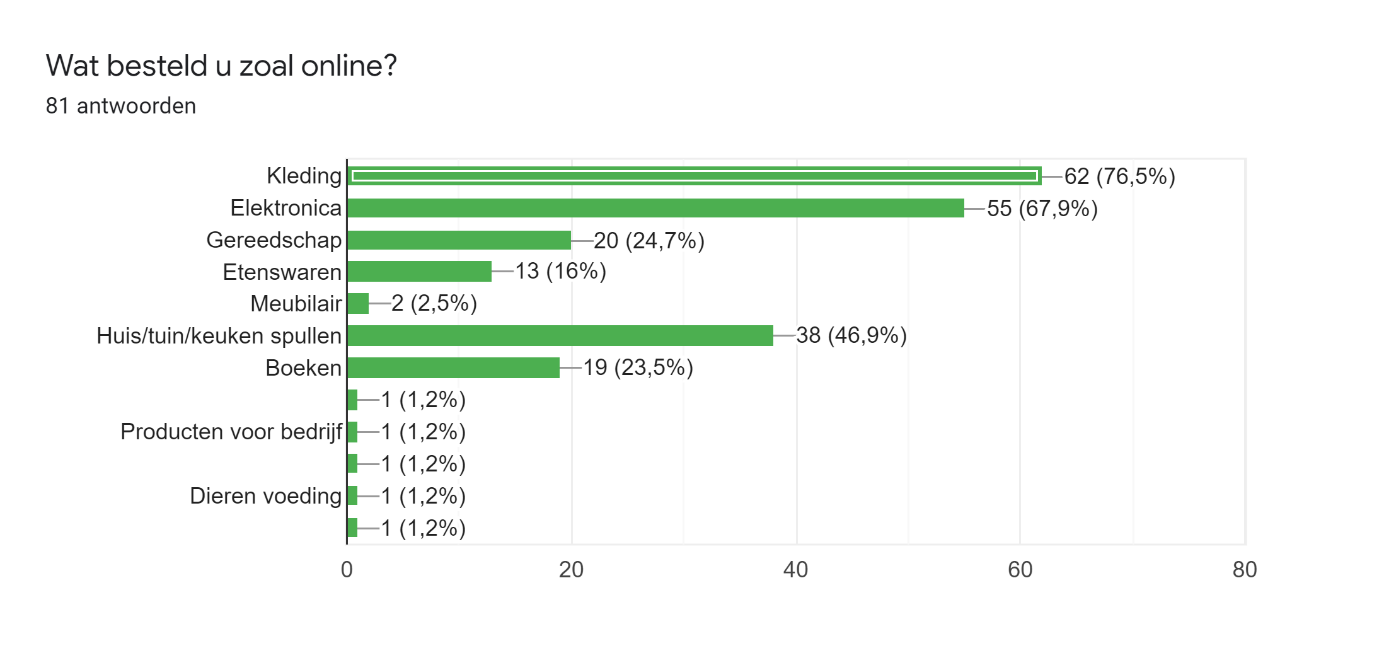 Wat besteld u zoal online?
81 antwoorden
Kleding 62 (76,5%)
Elektronica 55 (67,9%)
Gereedschap 20 (24,7%)
Etenswaren 13 (16%)
Meubilair 2 (2,5%)
Huis/tuin/keuken spullen 38 (46,9%)
Boeken 19 (23,5%)
1 (1,2%)
Producten voor bedrijf 1 (1,2%)
1 (1,2%)
Dieren voeding 1 (1,2%)
1 (1,2%)
0 20 40 60 80